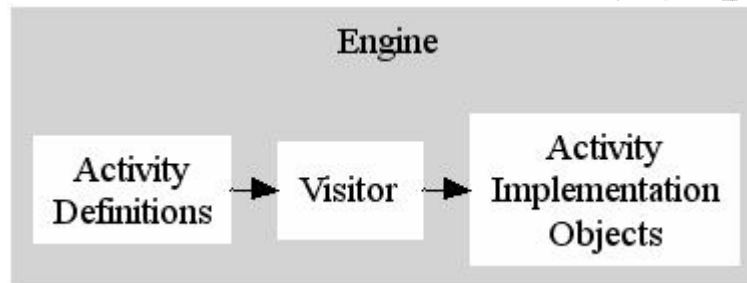 Engine
Activity
Definitions
Visitor
Activity
Implementation
Objects